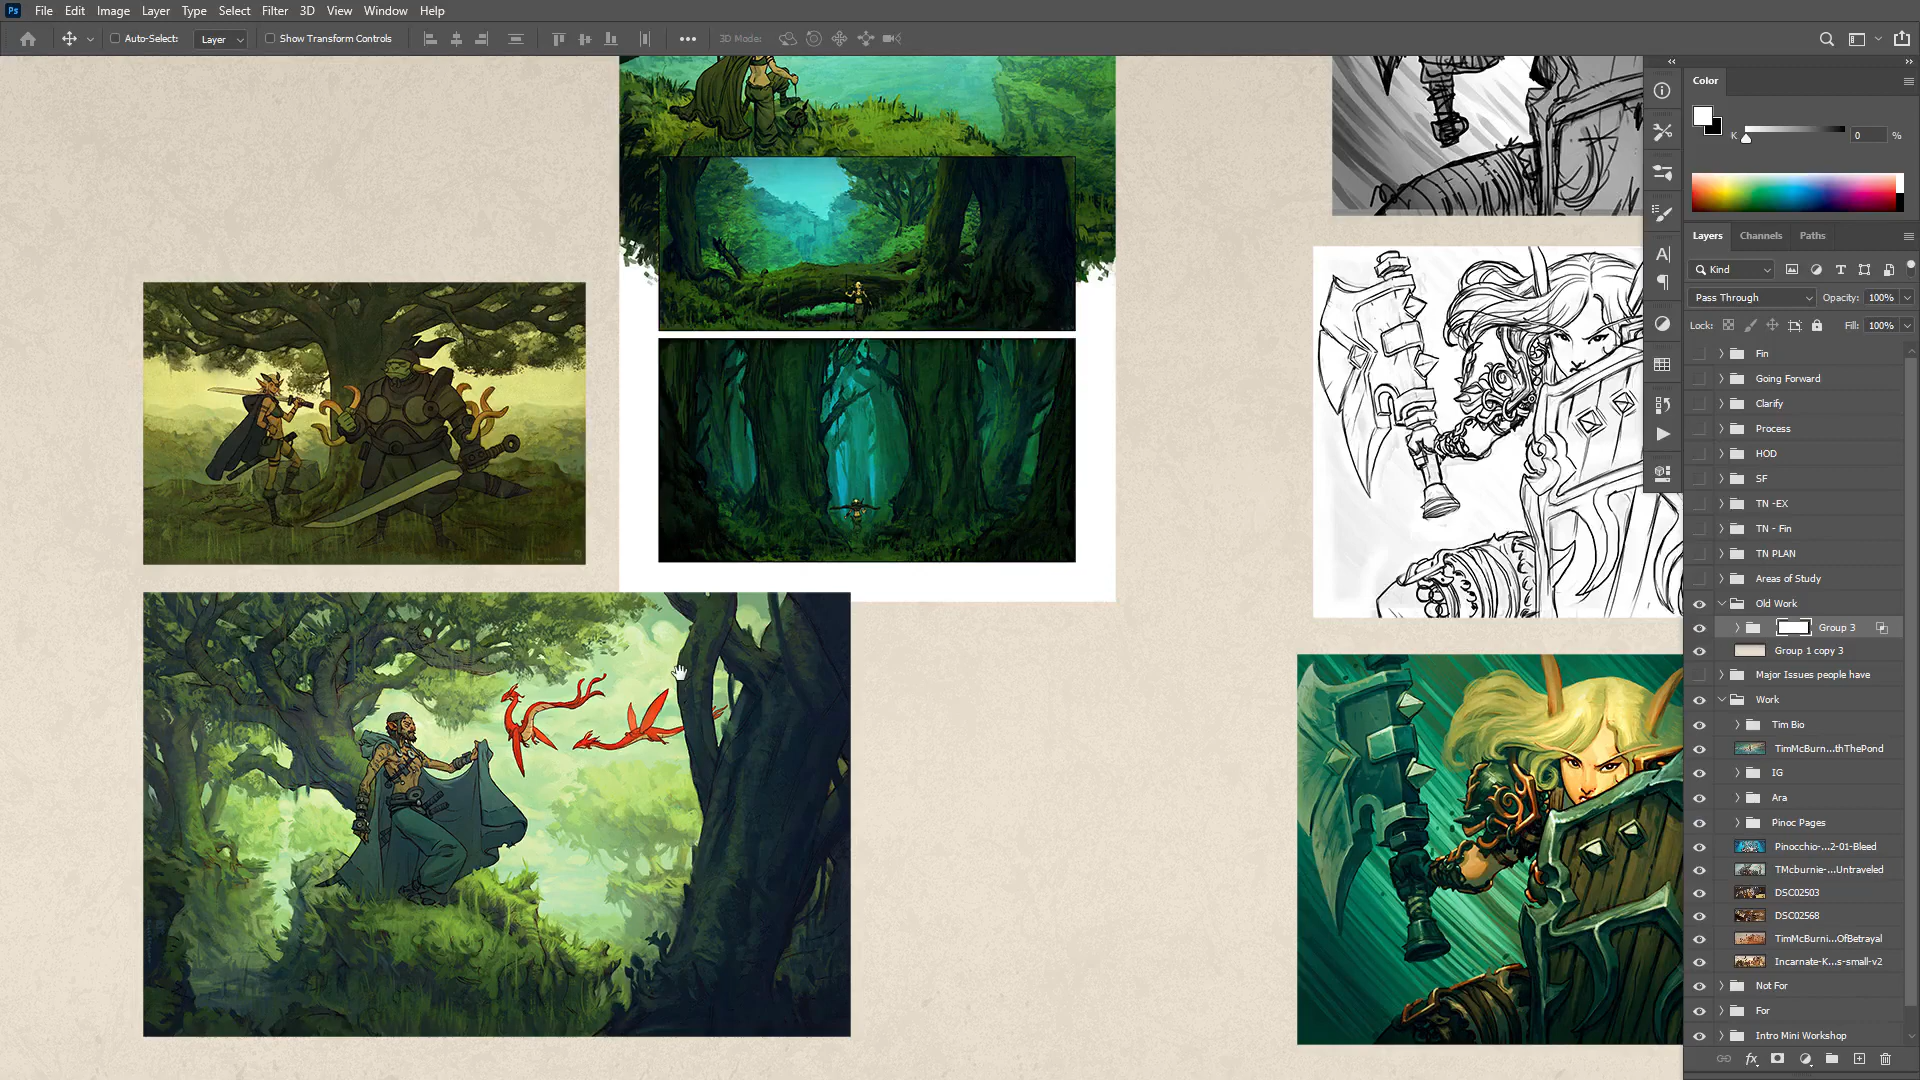 Ps File Edit Image Layer Type Select Filter 3D View Window Help
Auto-Select: Layer Show Transform Controls 3D Mode:
Color
K 0 %
Layers Channels Paths
Kind
Pass Through Opacity: 100%
Lock: Fill: 100%
Fin
Going Forward
Clarify
Process
HOD
SF
TN -EX
TN - Fin
TN PLAN
Areas of Study
Old Work
Group 3
Group 1 copy 3
Major Issues people have
Work
Tim Bio
TimMcBurn...thThePond
IG
Ara
Pinoc Pages
Pinocchio-...2-01-Bleed
TMcburnie-...Untraveled
DSC02503
DSC02568
TimMcBurni...OfBetrayal
Incarnate-K...s-small-v2
Not For
For
Intro Mini Workshop
fx